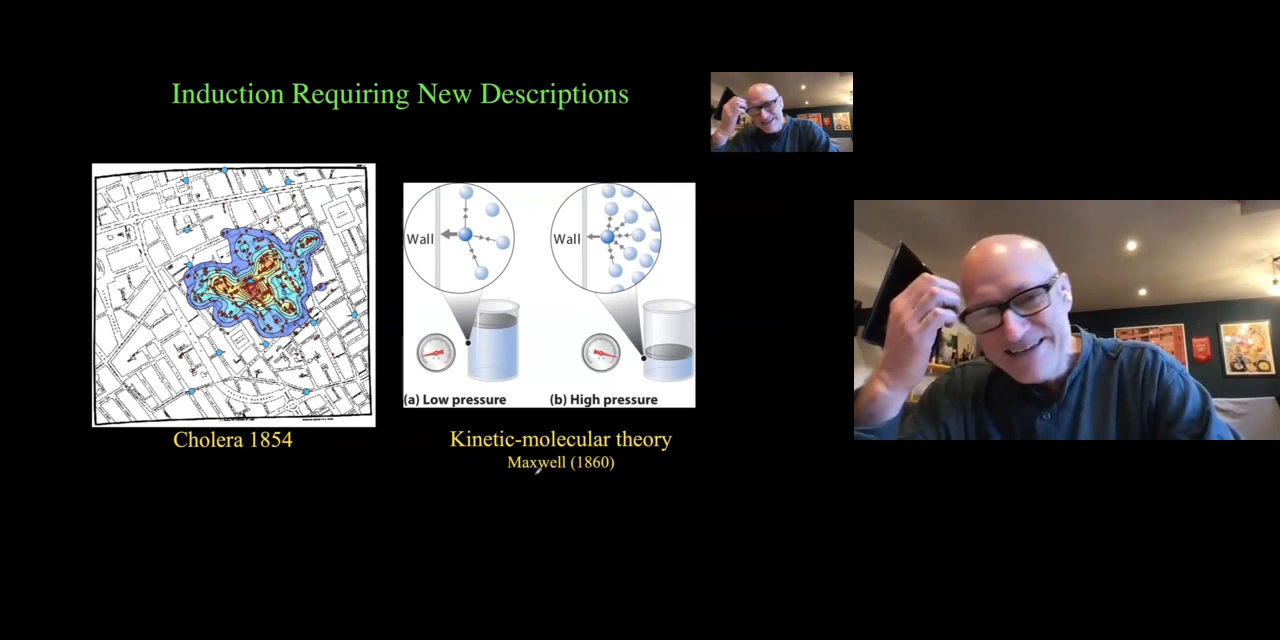 Induction Requiring New Descriptions
Wall
Wall
(a) Low pressure
(b) High pressure
Cholera 1854
Kinetic-molecular theory
Maxwell (1860)